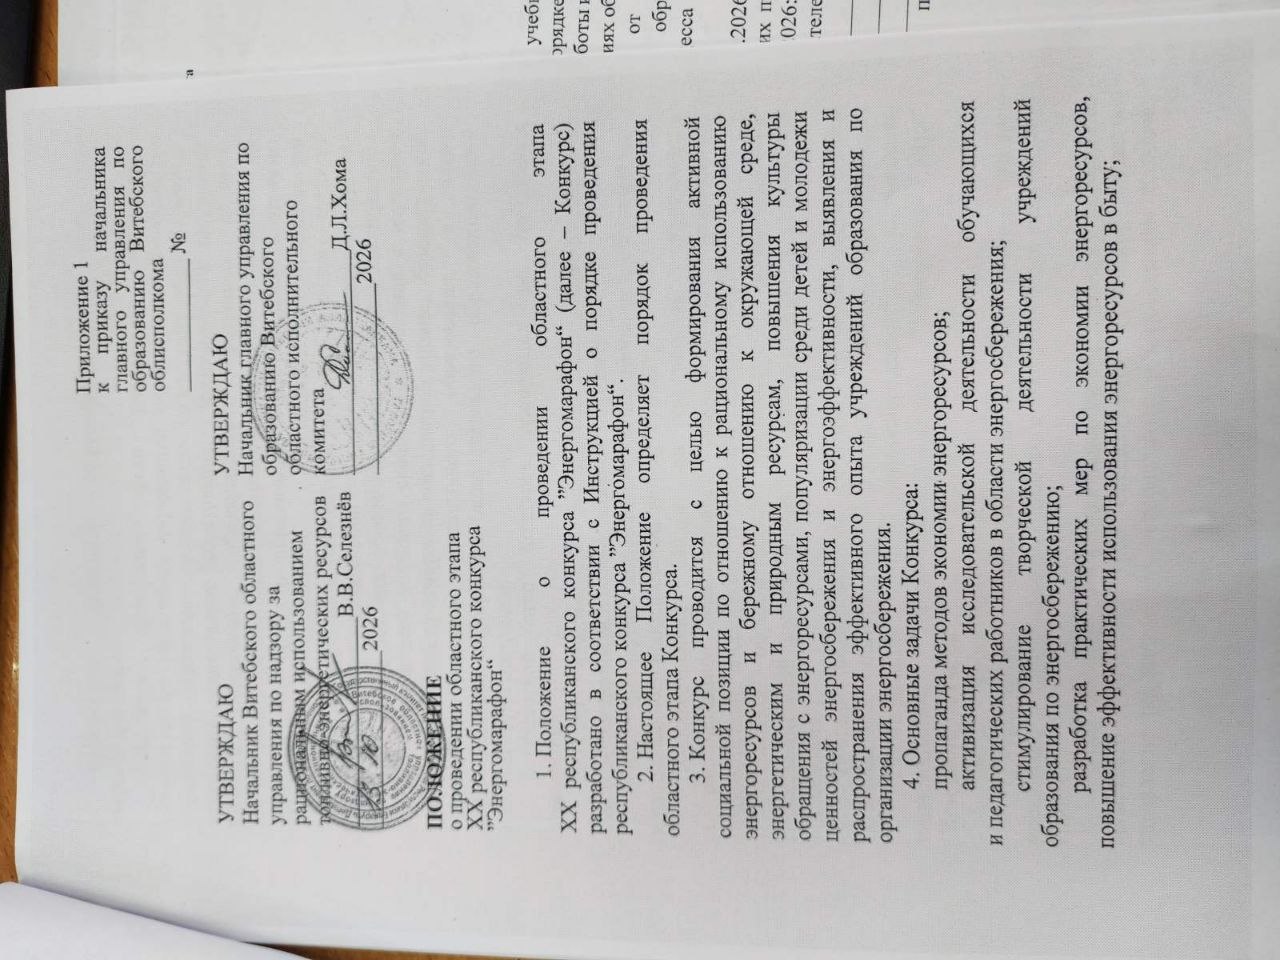 Приложение 1
к приказу начальника
главного управления по
образованию Витебского
облисполкома
№
УТВЕРЖДАЮ
Начальник Витебского областного
управления по надзору за
рациональным использованием
топливно-энергетических ресурсов
В.В.Селезнёв
2026
УТВЕРЖДАЮ
Начальник главного управления по
образованию Витебского
областного исполнительного
комитета
Д.Л.Хома
2026
ПОЛОЖЕНИЕ
о проведении областного этапа
XX республиканского конкурса
”Энергомарафон“
1. Положение о проведении областного этапа
XX республиканского конкурса ”Энергомарафон“ (далее – Конкурс)
разработано в соответствии с Инструкцией о порядке проведения
республиканского конкурса ”Энергомарафон“.
2. Настоящее Положение определяет порядок проведения
областного этапа Конкурса.
3. Конкурс проводится с целью формирования активной
социальной позиции по отношению к рациональному использованию
энергоресурсов и бережному отношению к окружающей среде,
энергетическим и природным ресурсам, повышения культуры
обращения с энергоресурсами, популяризации среди детей и молодежи
ценностей энергосбережения и энергоэффективности, выявления и
распространения эффективного опыта учреждений образования по
организации энергосбережения.
4. Основные задачи Конкурса:
пропаганда методов экономии энергоресурсов;
активизация исследовательской деятельности обучающихся
и педагогических работников в области энергосбережения;
стимулирование творческой деятельности учреждений
образования по энергосбережению;
разработка практических мер по экономии энергоресурсов,
повышение эффективности использования энергоресурсов в быту;